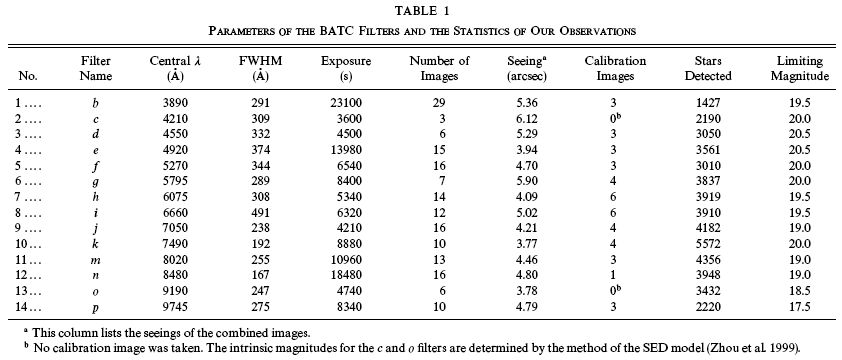 TABLE 1
Parameters of the BATC Filters and the Statistics of Our Observations
No. Filter Name Central λ (Å) FWHM (Å) Exposure (s) Number of Images Seeingᵃ (arcsec) Calibration Images Stars Detected Limiting Magnitude
1 .... b 3890 291 23100 29 5.36 3 1427 19.5
2 .... c 4210 309 3600 3 6.12 0ᵇ 2190 20.0
3 .... d 4550 332 4500 6 5.29 3 3050 20.5
4 .... e 4920 374 13980 15 3.94 3 3561 20.5
5 .... f 5270 344 6540 16 4.70 3 3010 20.0
6 .... g 5795 289 8400 7 5.90 4 3837 20.0
7 .... h 6075 308 5340 14 4.09 6 3919 19.5
8 .... i 6660 491 6320 12 5.02 6 3910 19.5
9 .... j 7050 238 4210 16 4.21 4 4182 19.0
10 ... k 7490 192 8880 10 3.77 4 5572 20.0
11 ... m 8020 255 10960 13 4.46 3 4356 19.0
12 ... n 8480 167 18480 16 4.80 1 3948 19.0
13 ... o 9190 247 4740 6 3.78 0ᵇ 3432 18.5
14 ... p 9745 275 8340 10 4.79 3 2220 17.5
ᵃ This column lists the seeings of the combined images.
ᵇ No calibration image was taken. The intrinsic magnitudes for the c and o filters are determined by the method of the SED model (Zhou et al. 1999).